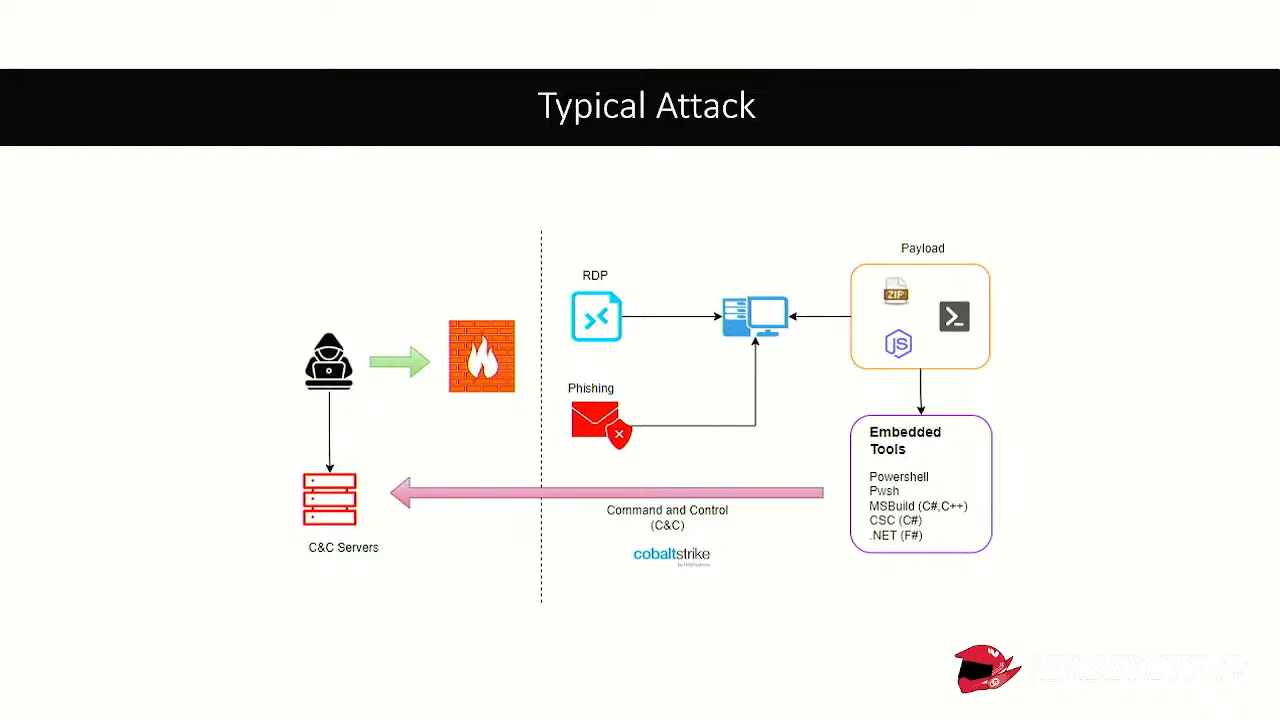 Typical Attack
Payload
RDP
ZIP
JS
Phishing
Embedded
Tools
Powershell
Pwsh
MSBuild (C#,C++)
CSC (C#)
.NET (F#)
Command and Control
(C&C)
cobaltstrike
C&C Servers